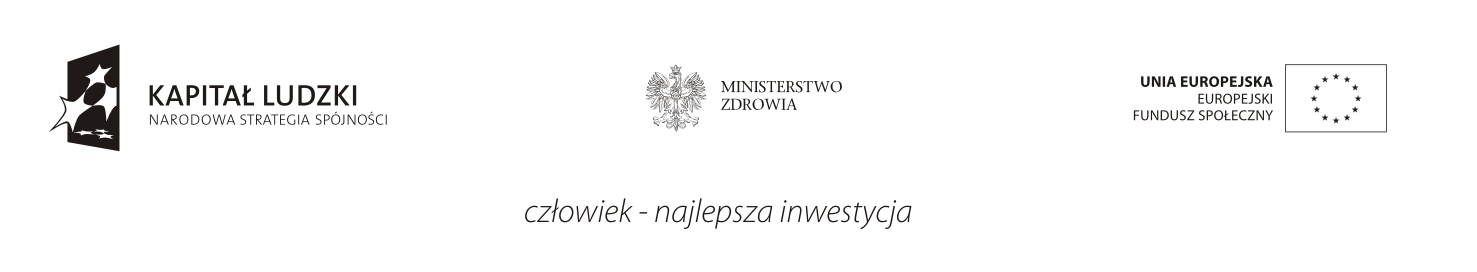 KAPITAŁ LUDZKI
NARODOWA STRATEGIA SPÓJNOŚCI
MINISTERSTWO
ZDROWIA
UNIA EUROPEJSKA
EUROPEJSKI
FUNDUSZ SPOŁECZNY
człowiek - najlepsza inwestycja